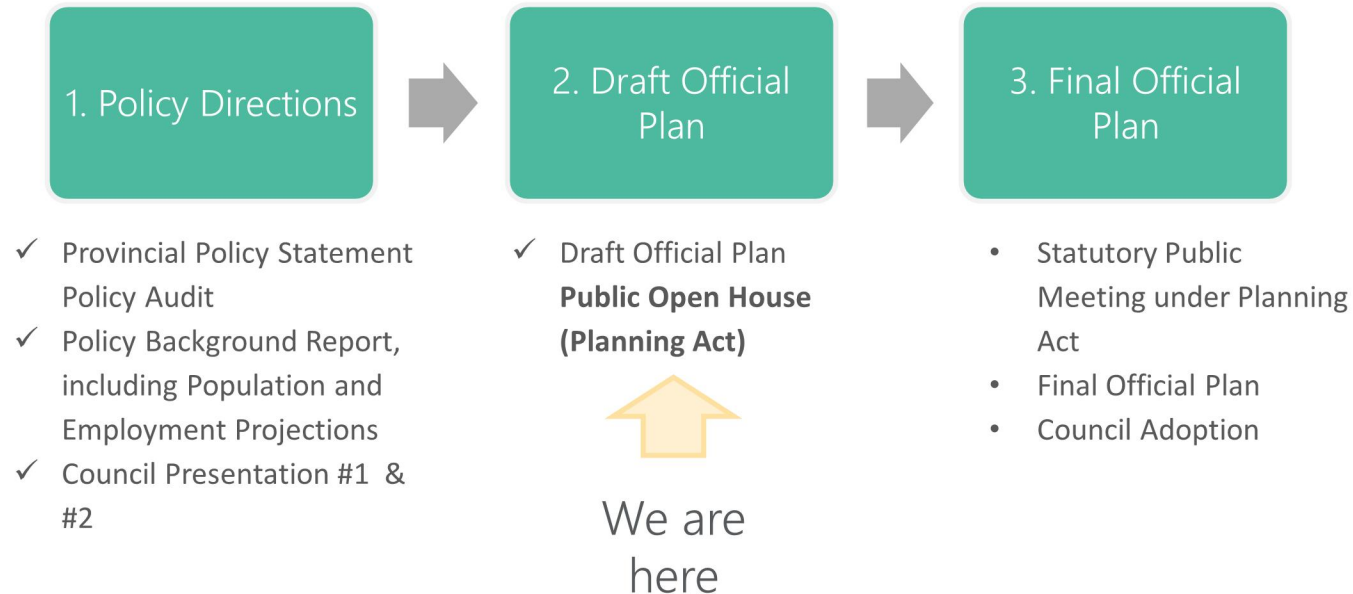 1. Policy Directions
2. Draft Official
Plan
3. Final Official
Plan
✓ Provincial Policy Statement
Policy Audit
✓ Policy Background Report,
including Population and
Employment Projections
✓ Council Presentation #1 &
#2
✓ Draft Official Plan
Public Open House
(Planning Act)
We are
here
• Statutory Public
Meeting under Planning
Act
• Final Official Plan
• Council Adoption